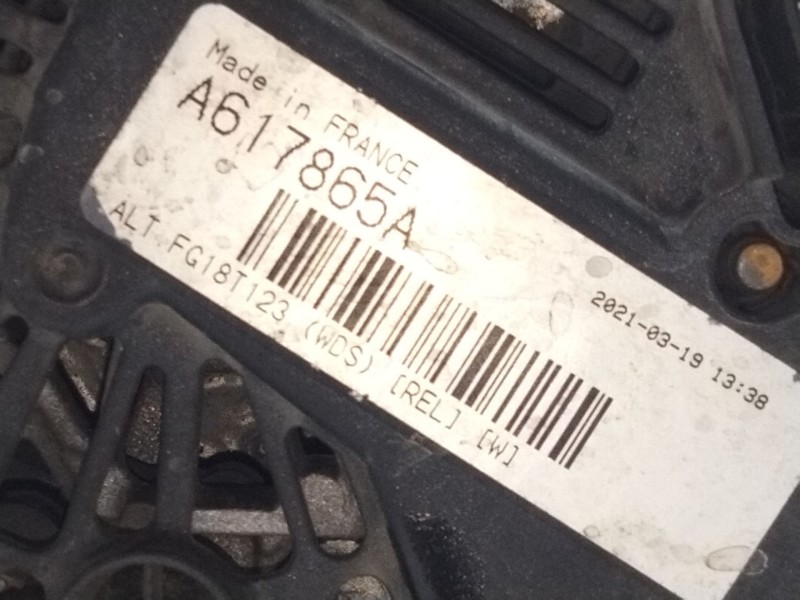 Made in FRANCE
A617865A
ALT FG18T123 (WDS) [REL] [W]
2021-03-19 13:38